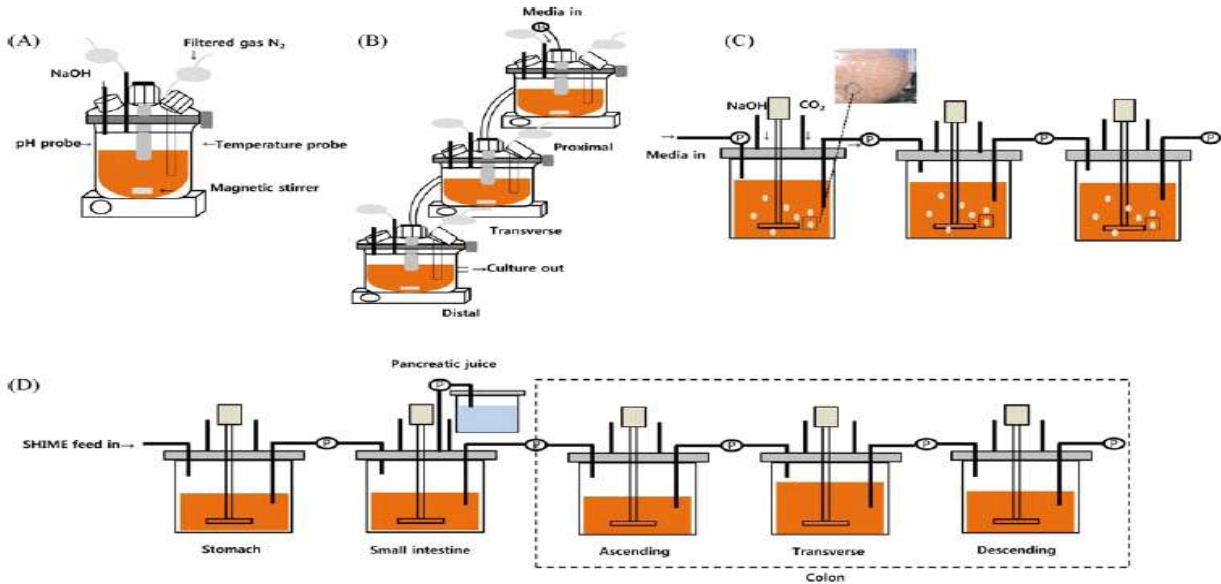 (A)
Filtered gas N₂
NaOH
pH probe
Temperature probe
Magnetic stirrer
(B)
Media in
Proximal
Transverse
Culture out
Distal
(C)
NaOH
CO₂
Media in
P
P
P
P
(D)
Pancreatic juice
P
SHIME feed in
P
P
P
P
P
Stomach
Small intestine
Ascending
Transverse
Descending
Colon